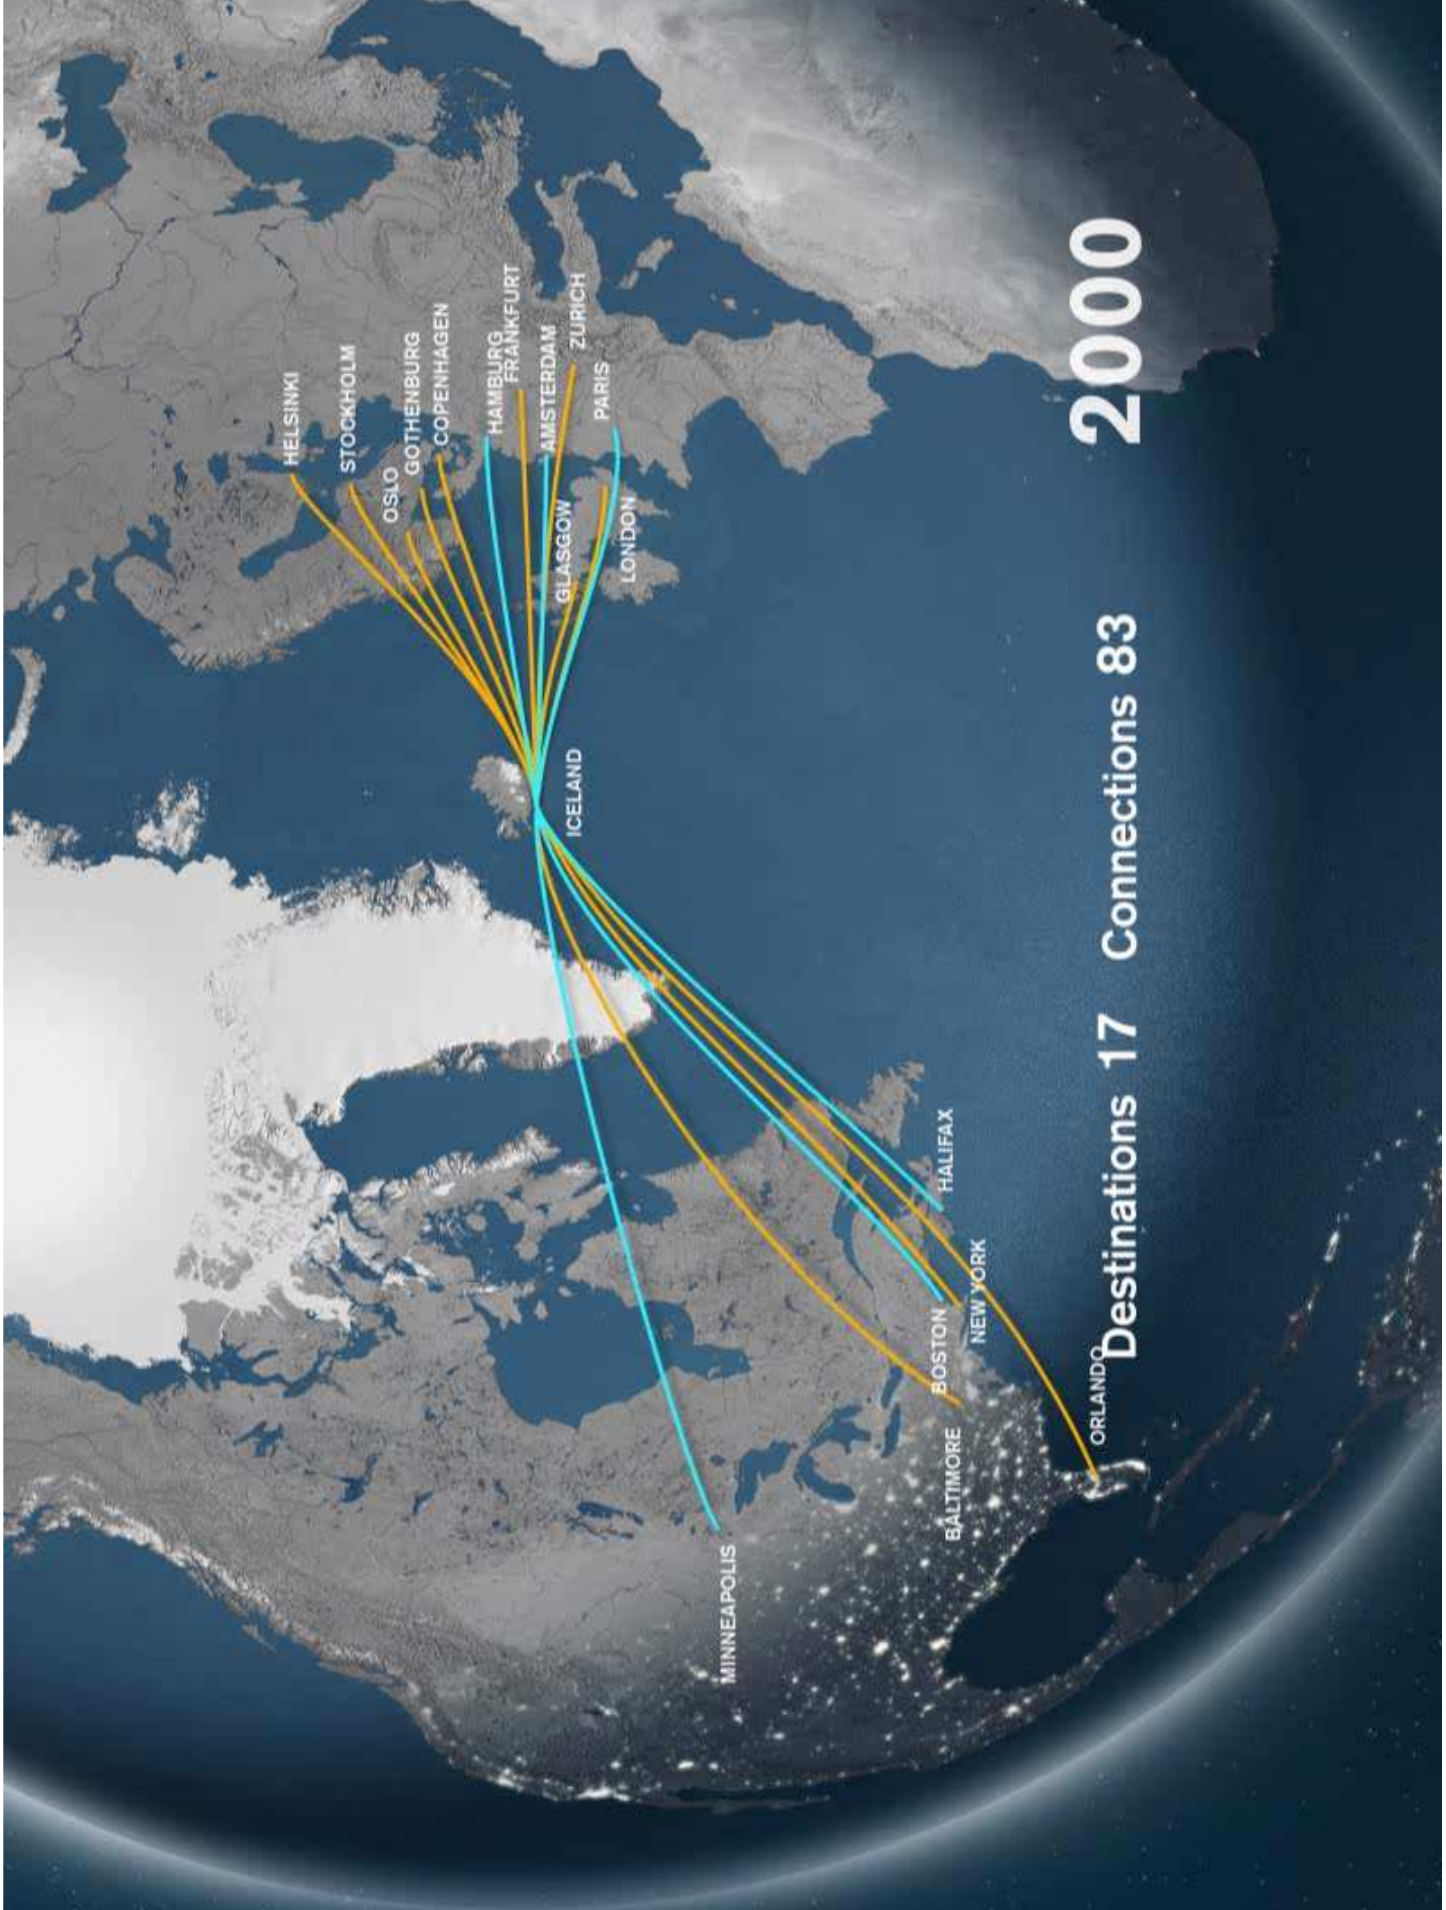 HELSINKI
STOCKHOLM
OSLO
GOTHENBURG
COPENHAGEN
HAMBURG
FRANKFURT
AMSTERDAM
GLASGOW
ZURICH
PARIS
LONDON
ICELAND
MINNEAPOLIS
BOSTON
BALTIMORE
HALIFAX
NEW YORK
ORLANDO
Destinations 17 Connections 83 2000